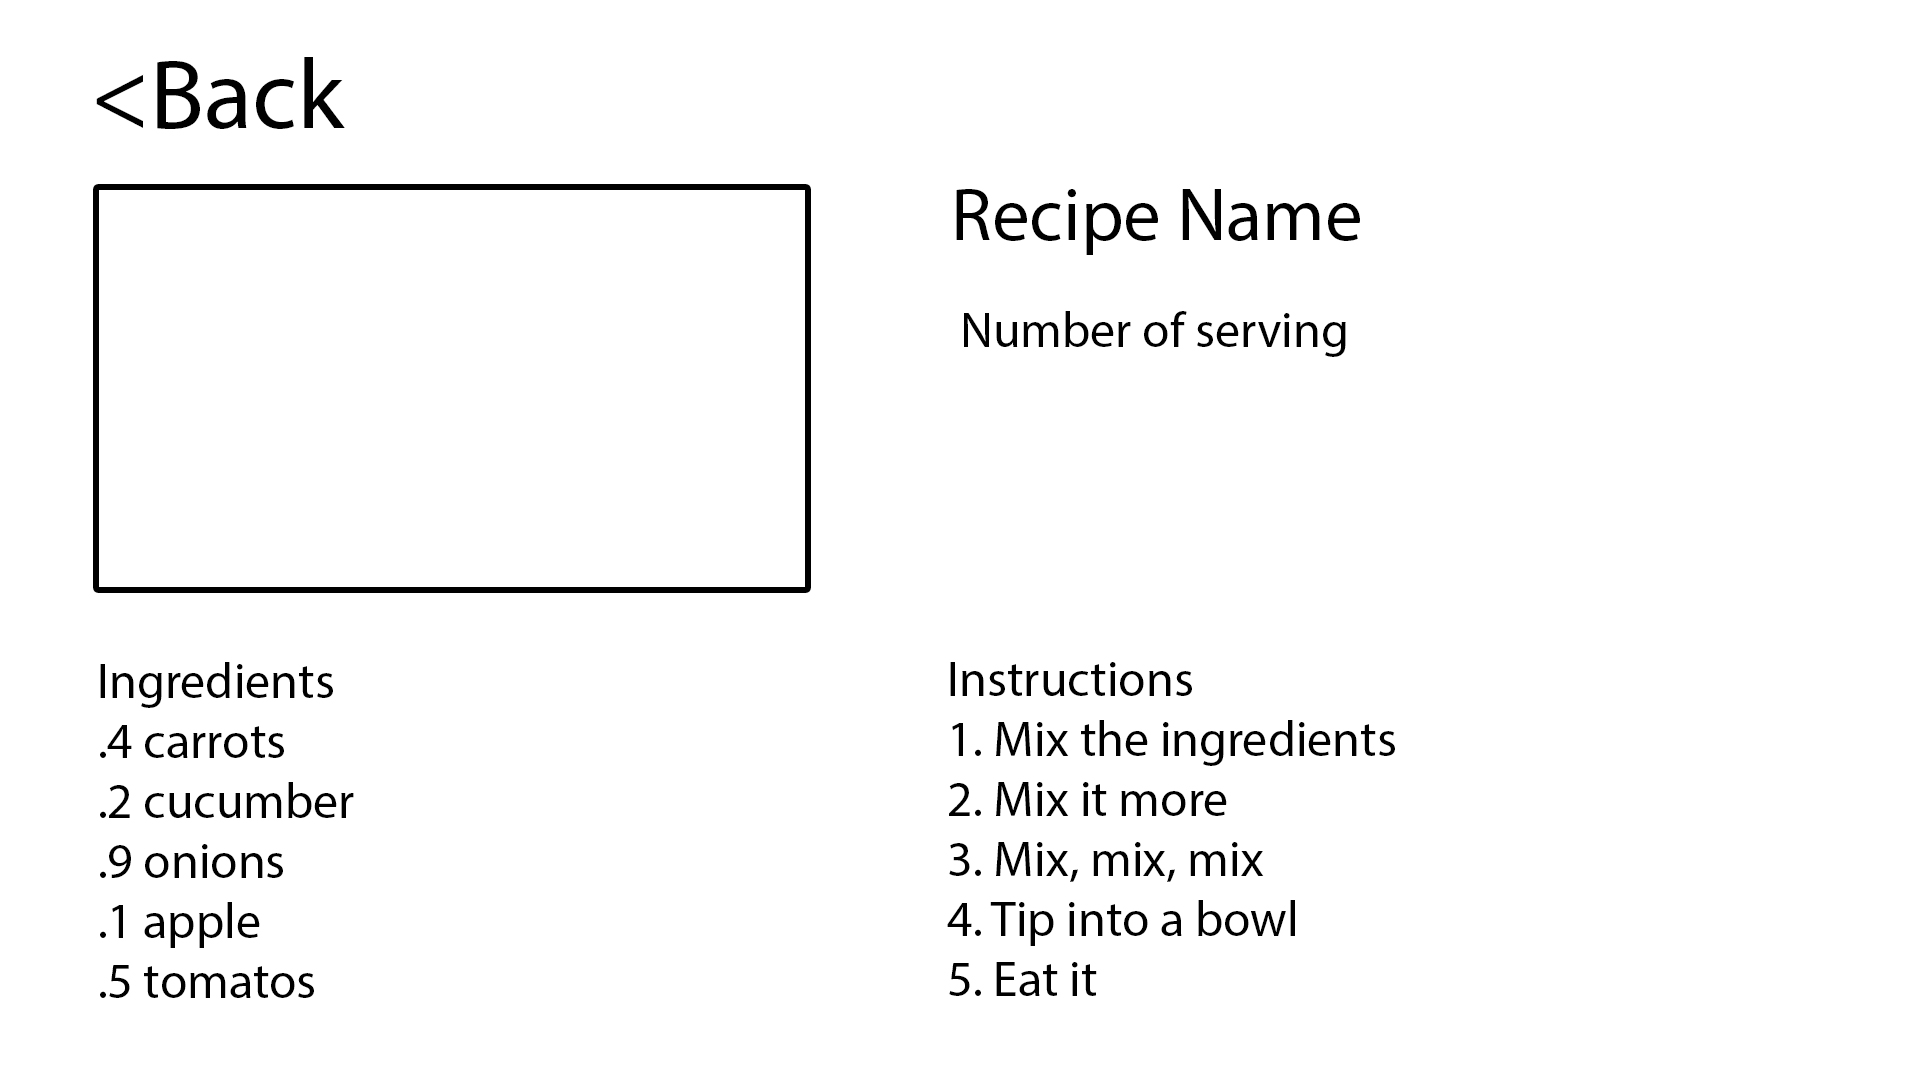 <Back
Recipe Name
Number of serving
Ingredients
.4 carrots
.2 cucumber
.9 onions
.1 apple
.5 tomatos
Instructions
1. Mix the ingredients
2. Mix it more
3. Mix, mix, mix
4. Tip into a bowl
5. Eat it